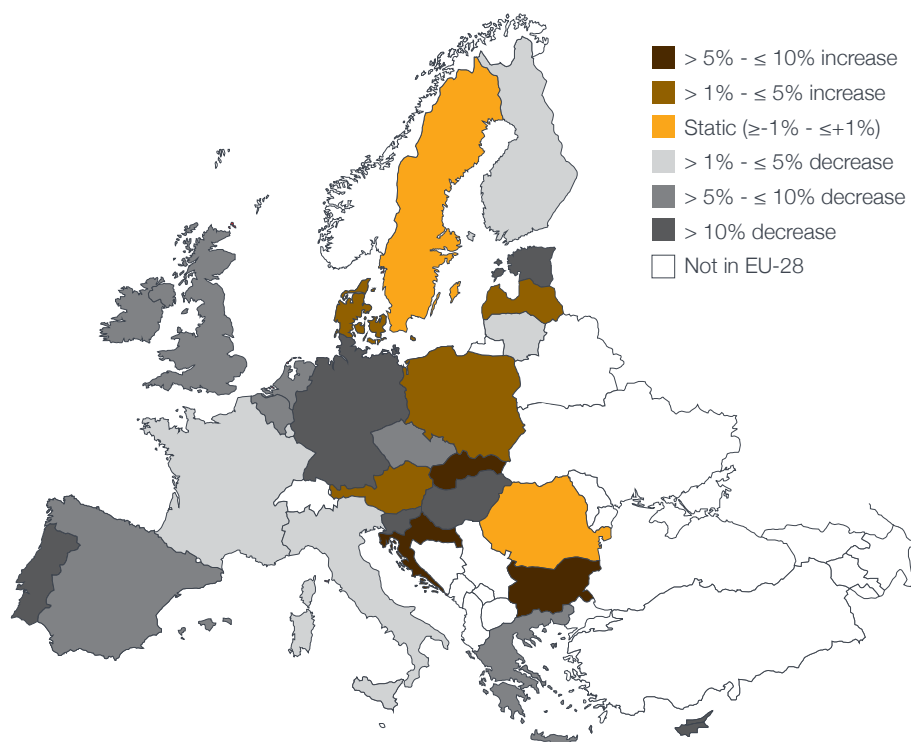 > 5% - ≤ 10% increase
> 1% - ≤ 5% increase
Static (≥-1% - ≤+1%)
> 1% - ≤ 5% decrease
> 5% - ≤ 10% decrease
> 10% decrease
Not in EU-28